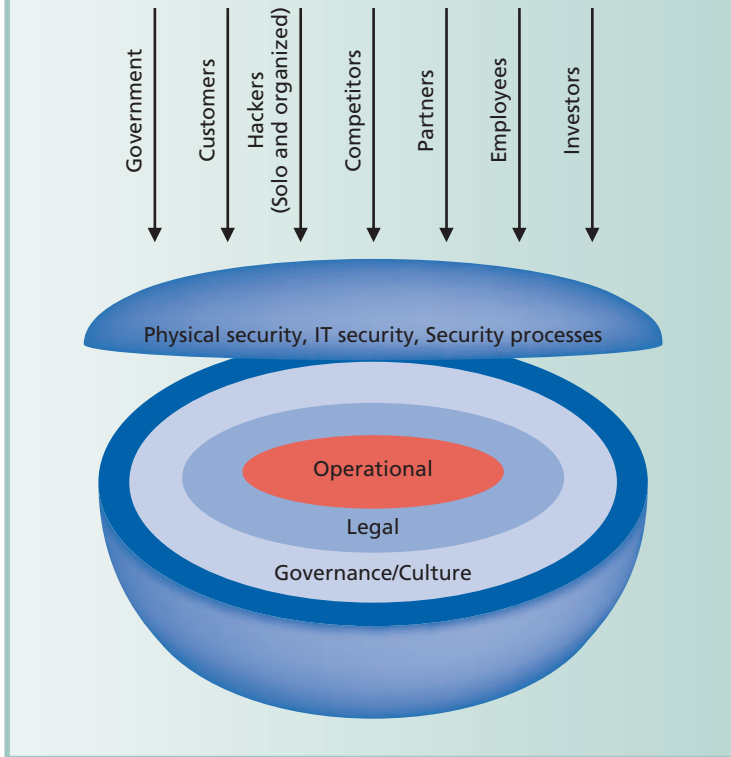 Government
Customers
Hackers
(Solo and organized)
Competitors
Partners
Employees
Investors
Physical security, IT security, Security processes
Operational
Legal
Governance/Culture